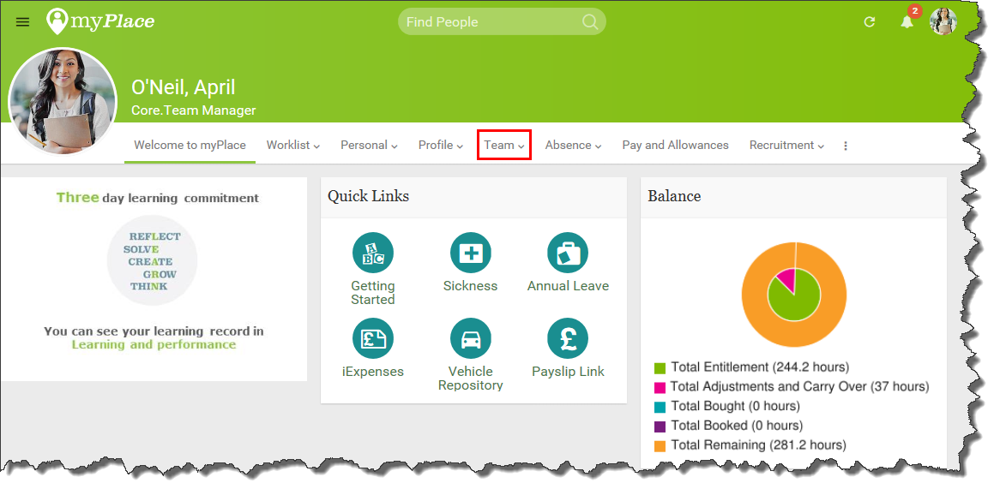 myPlace
Find People
2
O'Neil, April
Core.Team Manager
Welcome to myPlace
Worklist
Personal
Profile
Team
Absence
Pay and Allowances
Recruitment
Three day learning commitment
REFLECT
SOLVE
CREATE
GROW
THINK
You can see your learning record in
Learning and performance
Quick Links
A
B C
Getting
Started
Sickness
Annual Leave
£
iExpenses
Vehicle
Repository
£
Payslip Link
Balance
Total Entitlement (244.2 hours)
Total Adjustments and Carry Over (37 hours)
Total Bought (0 hours)
Total Booked (0 hours)
Total Remaining (281.2 hours)